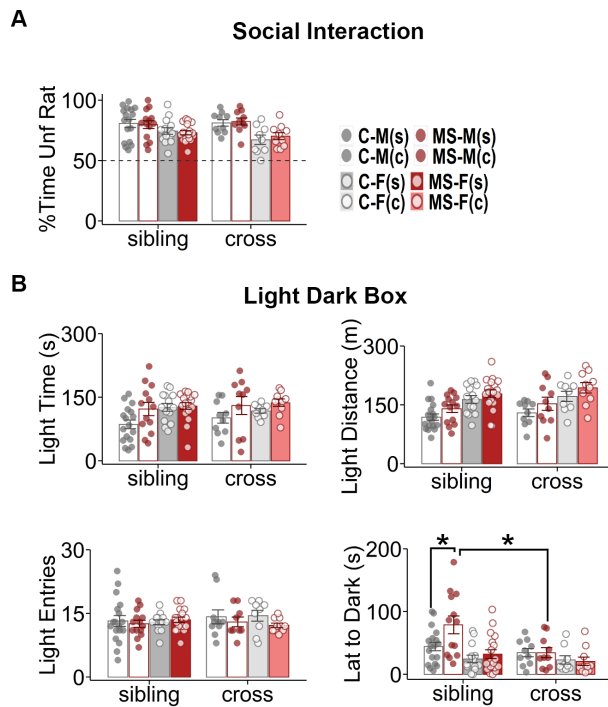 A
Social Interaction
%Time Unf Rat
100
50
0
sibling
cross
C-M(s) MS-M(s)
C-M(c) MS-M(c)
C-F(s) MS-F(s)
C-F(c) MS-F(c)
B
Light Dark Box
Light Time (s)
300
150
0
sibling
cross
Light Distance (m)
300
150
0
sibling
cross
Light Entries
30
15
0
sibling
cross
Lat to Dark (s)
200
100
0
* *
sibling
cross